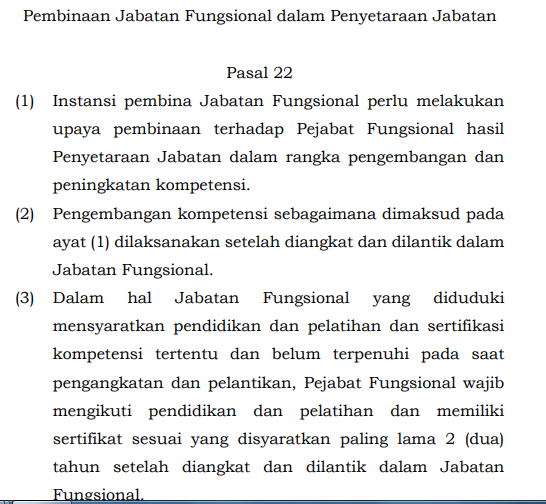 Pembinaan Jabatan Fungsional dalam Penyetaraan Jabatan
Pasal 22
(1) Instansi pembina Jabatan Fungsional perlu melakukan
upaya pembinaan terhadap Pejabat Fungsional hasil
Penyetaraan Jabatan dalam rangka pengembangan dan
peningkatan kompetensi.
(2) Pengembangan kompetensi sebagaimana dimaksud pada
ayat (1) dilaksanakan setelah diangkat dan dilantik dalam
Jabatan Fungsional.
(3) Dalam hal Jabatan Fungsional yang diduduki
mensyaratkan pendidikan dan pelatihan dan sertifikasi
kompetensi tertentu dan belum terpenuhi pada saat
pengangkatan dan pelantikan, Pejabat Fungsional wajib
mengikuti pendidikan dan pelatihan dan memiliki
sertifikat sesuai yang disyaratkan paling lama 2 (dua)
tahun setelah diangkat dan dilantik dalam Jabatan
Fungsional.